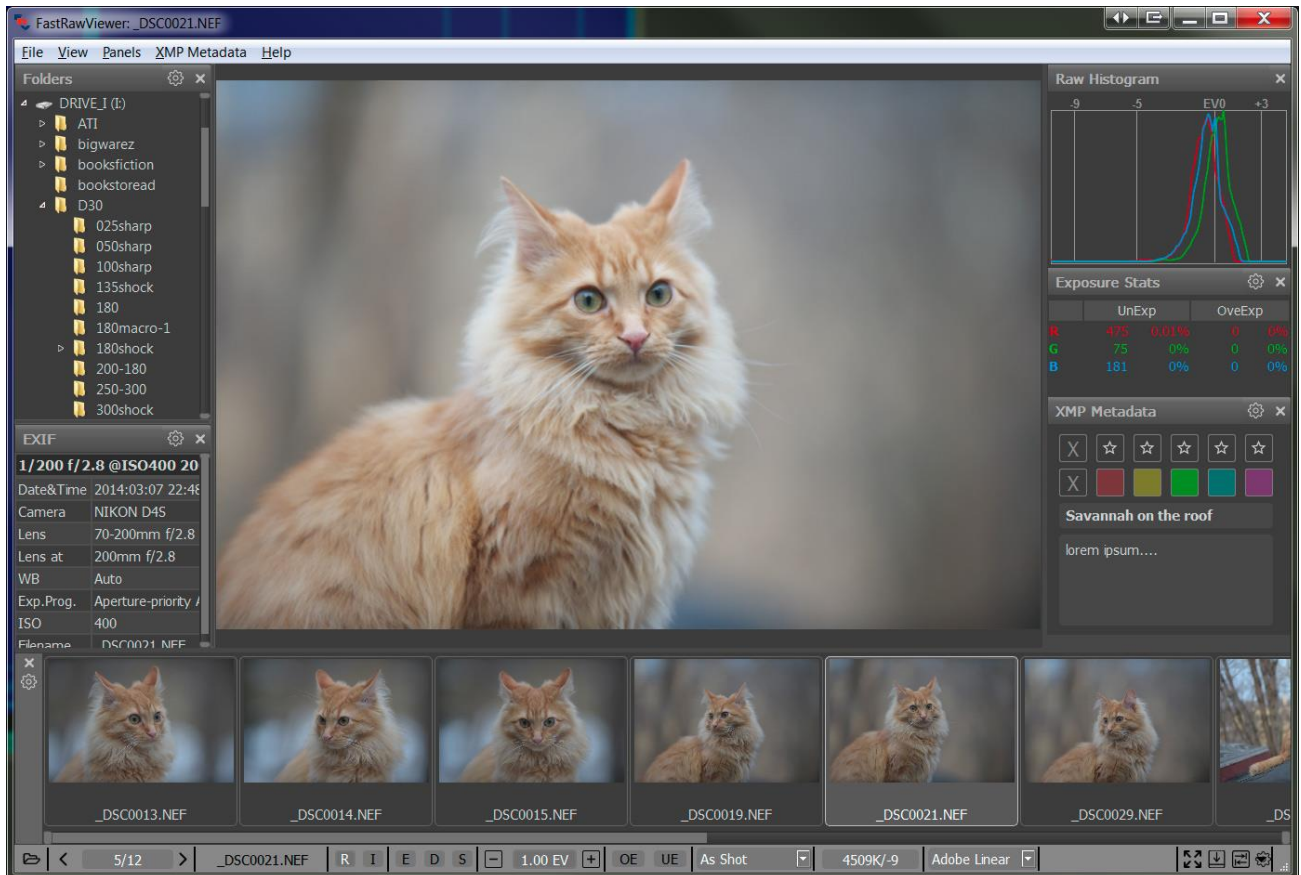 FastRawViewer: _DSC0021.NEF
File View Panels XMP Metadata Help
Folders
DRIVE_I (I:)
ATI
bigwarez
booksfiction
bookstoread
D30
025sharp
050sharp
100sharp
135shock
180
180macro-1
180shock
200-180
250-300
300shock
EXIF
1/200 f/2.8 @ISO400 20
Date&Time 2014:03:07 22:48
Camera NIKON D4S
Lens 70-200mm f/2.8
Lens at 200mm f/2.8
WB Auto
Exp.Prog. Aperture-priority A
ISO 400
Filename _DSC0021.NEF
Raw Histogram
-9 -5 EV0 +3
Exposure Stats
UnExp OveExp
R 475 0.01% 0 0%
G 75 0% 0 0%
B 181 0% 0 0%
XMP Metadata
X
X
Savannah on the roof
lorem ipsum....
_DSC0013.NEF
_DSC0014.NEF
_DSC0015.NEF
_DSC0019.NEF
_DSC0021.NEF
_DSC0029.NEF
_DS
5/12 _DSC0021.NEF R I E D S 1.00 EV OE UE As Shot 4509K/-9 Adobe Linear